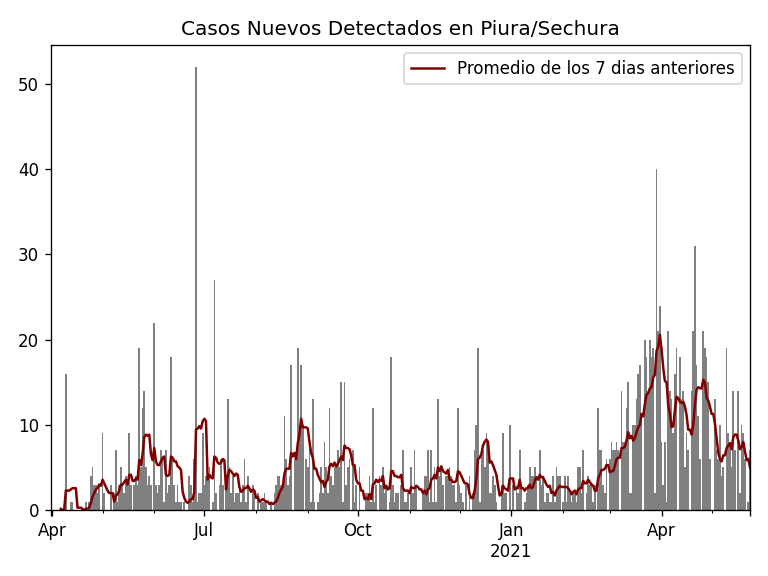 Casos Nuevos Detectados en Piura/Sechura
Promedio de los 7 dias anteriores
50
40
30
20
10
0
Apr Jul Oct Jan Apr
2021